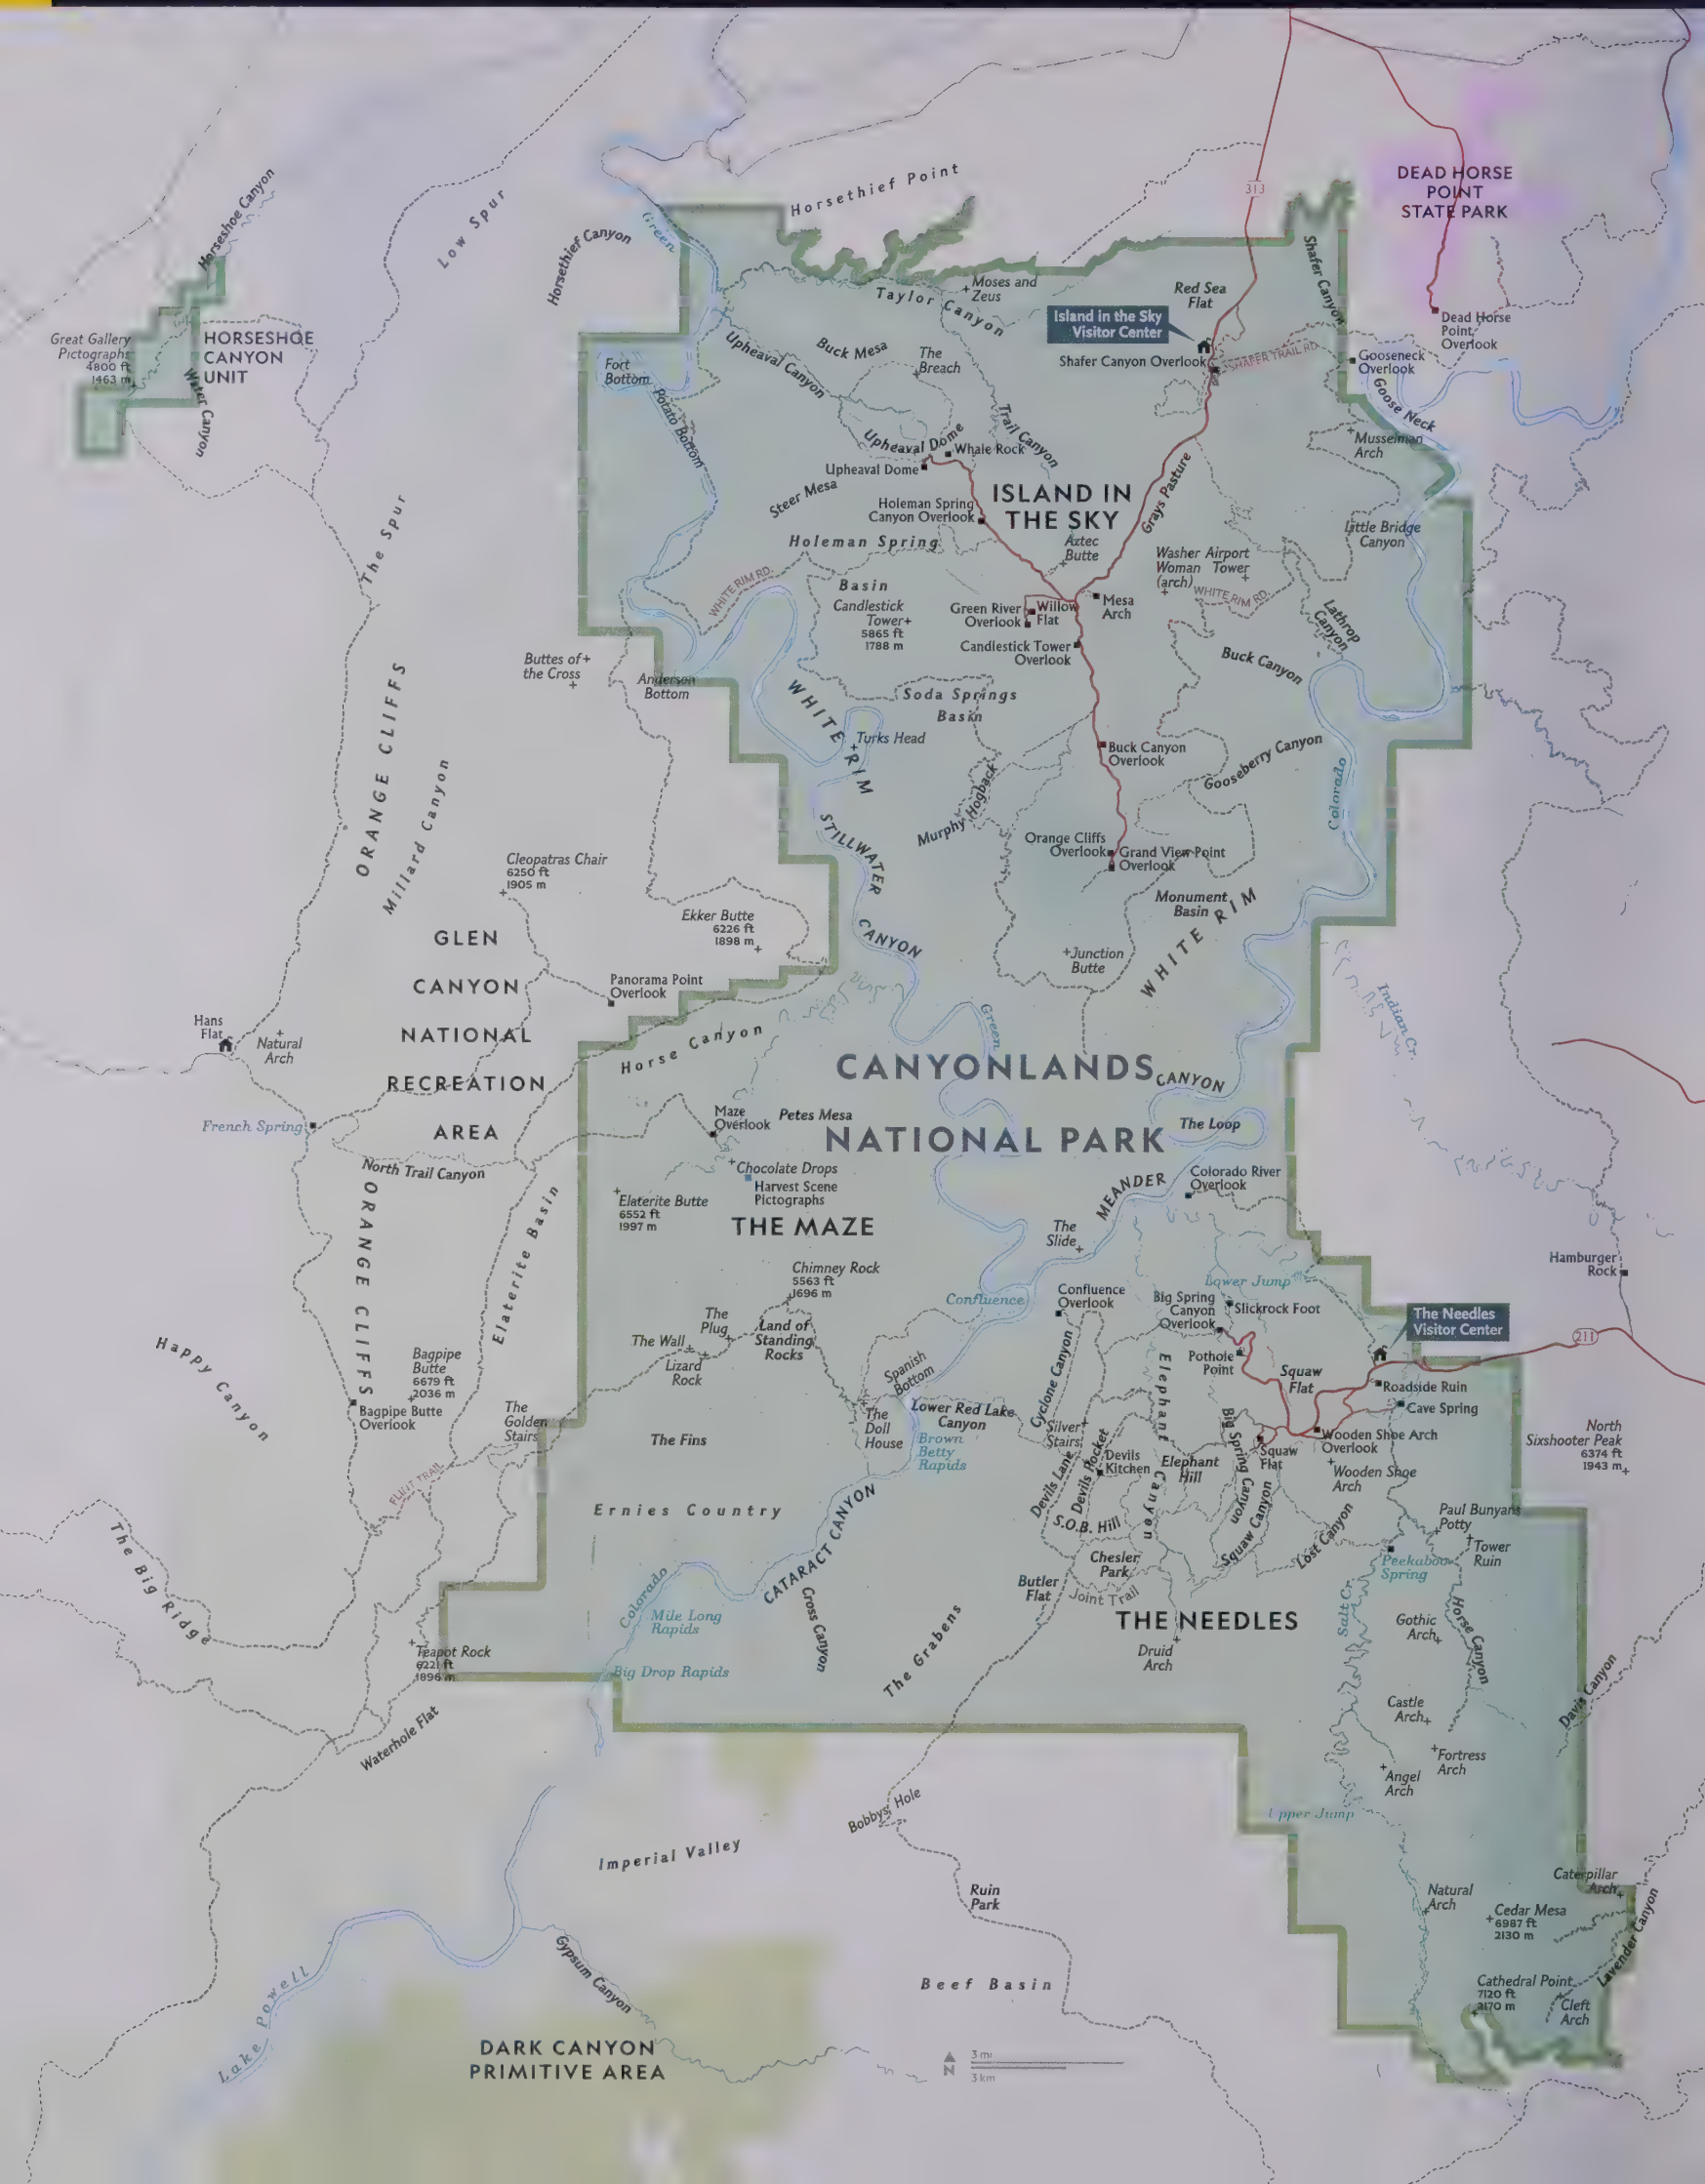 DEAD HORSE
POINT
STATE PARK
313
Horsethief Point
Horseshoe Canyon
Low Spur
Horsethief Canyon
Green
Shafer Canyon
Moses and
Zeus
Taylor Canyon
Red Sea
Flat
Island in the Sky
Visitor Center
Dead Horse
Point
Overlook
Great Gallery
Pictographs
4800 ft
1463 m
HORSESHOE
CANYON
UNIT
Water Canyon
Fort
Bottom
Potato Bottom
Upheaval Canyon
Buck Mesa
The
Breach
Shafer Canyon Overlook
SHAFER TRAIL RD.
Gooseneck
Overlook
Goose Neck
Musselman
Arch
Trail Canyon
Upheaval Dome
Whale Rock
Upheaval Dome
Steer Mesa
Holeman Spring
Canyon Overlook
ISLAND IN
THE SKY
Grays Pasture
Little Bridge
Canyon
The Spur
Holeman Spring
Basin
Aztec
Butte
Washer
Woman
(arch)
Airport
Tower
WHITE RIM RD.
WHITE RIM RD.
Candlestick
Tower
5865 ft
1788 m
Green River
Overlook
Willow
Flat
Mesa
Arch
Candlestick Tower
Overlook
Lathrop
Canyon
Buck Canyon
Buttes of
the Cross
Anderson
Bottom
Soda Springs
Basin
ORANGE CLIFFS
WHITE RIM
Turks Head
Buck Canyon
Overlook
Gooseberry Canyon
Colorado
Millard Canyon
Murphy Hogback
STILLWATER
CANYON
Orange Cliffs
Overlook
Grand View Point
Overlook
Cleopatras Chair
6250 ft
1905 m
Monument
Basin
WHITE RIM
Ekker Butte
6226 ft
1898 m
Junction
Butte
GLEN
CANYON
NATIONAL
RECREATION
AREA
Panorama Point
Overlook
Hans
Flat
Natural
Arch
Horse Canyon
Green
Indian Cr.
CANYONLANDS
NATIONAL PARK
CANYON
The Loop
French Spring
Maze
Overlook
Petes Mesa
North Trail Canyon
Chocolate Drops
Harvest Scene
Pictographs
Colorado River
Overlook
MEANDER
Elaterite Butte
6552 ft
1997 m
THE MAZE
The
Slide
ORANGE CLIFFS
Elaterite Basin
Hamburger
Rock
Chimney Rock
5563 ft
1696 m
Lower Jump
Confluence
Confluence
Overlook
Big Spring
Canyon
Overlook
Slickrock Foot
The Needles
Visitor Center
211
The
Plug
Land of
Standing
Rocks
The Wall
Lizard
Rock
Happy Canyon
Bagpipe
Butte
6679 ft
2036 m
Bagpipe Butte
Overlook
Spanish
Bottom
Cyclone Canyon
Elephant Canyon
Pothole
Point
Squaw
Flat
Roadside Ruin
Cave Spring
The
Golden
Stairs
The
Doll
House
Lower Red Lake
Canyon
Brown
Betty
Rapids
Silver
Stairs
Wooden Shoe Arch
Overlook
Big Spring Canyon
Squaw
Flat
North
Sixshooter Peak
6374 ft
1943 m
The Fins
Devils Lane
Devils Pocket
Devils
Kitchen
Elephant
Hill
Wooden Shoe
Arch
FLINT TRAIL
Ernies Country
CATARACT CANYON
S.O.B. Hill
Squaw Canyon
Lost Canyon
Paul Bunyans
Potty
Tower
Ruin
The Big Ridge
Chesler
Park
Peekaboo
Spring
Butler
Flat
Joint Trail
Colorado
Mile Long
Rapids
Cross Canyon
The Grabens
THE NEEDLES
Salt Cr.
Gothic
Arch
Horse Canyon
Druid
Arch
Teapot Rock
6221 ft
1896 m
Big Drop Rapids
Castle
Arch
Davis Canyon
Waterhole Flat
Fortress
Arch
Angel
Arch
Bobbys Hole
Upper Jump
Imperial Valley
Ruin
Park
Caterpillar
Arch
Natural
Arch
Cedar Mesa
6987 ft
2130 m
Lavender Canyon
Gypsum Canyon
Beef Basin
Lake Powell
Cathedral Point
7120 ft
2170 m
Cleft
Arch
DARK CANYON
PRIMITIVE AREA
N
3 mi
3 km